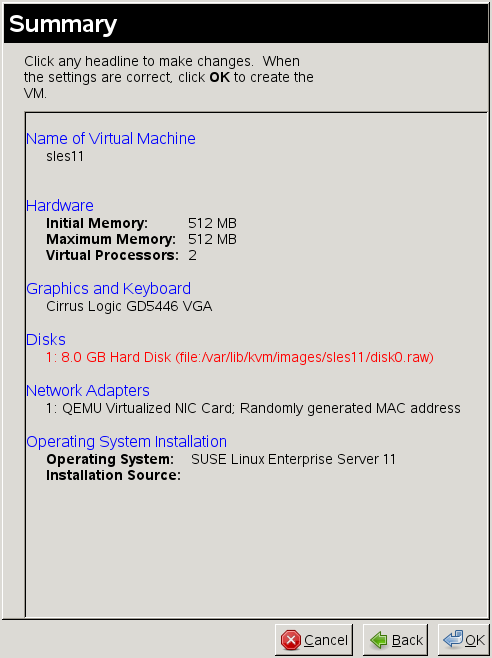 Summary
Click any headline to make changes.  When
the settings are correct, click OK to create the
VM.
Name of Virtual Machine
sles11
Hardware
Initial Memory: 512 MB
Maximum Memory: 512 MB
Virtual Processors: 2
Graphics and Keyboard
Cirrus Logic GD5446 VGA
Disks
1: 8.0 GB Hard Disk (file:/var/lib/kvm/images/sles11/disk0.raw)
Network Adapters
1: QEMU Virtualized NIC Card; Randomly generated MAC address
Operating System Installation
Operating System: SUSE Linux Enterprise Server 11
Installation Source:
Cancel Back OK